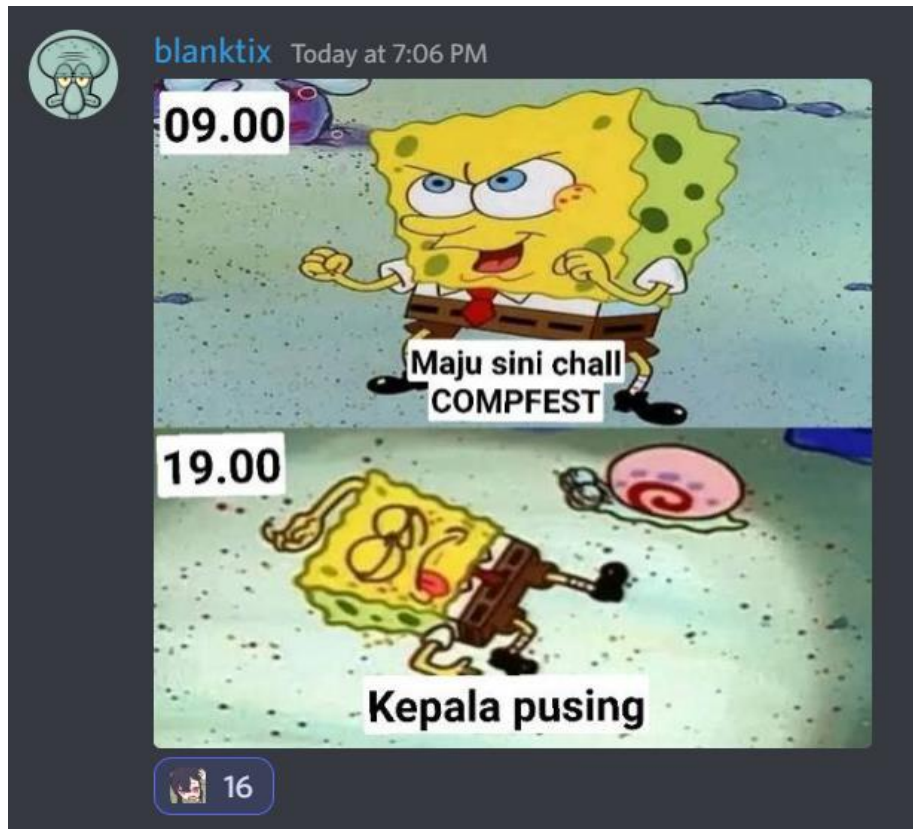 blanktix Today at 7:06 PM
09.00
Maju sini chall
COMPFEST
19.00
Kepala pusing
16